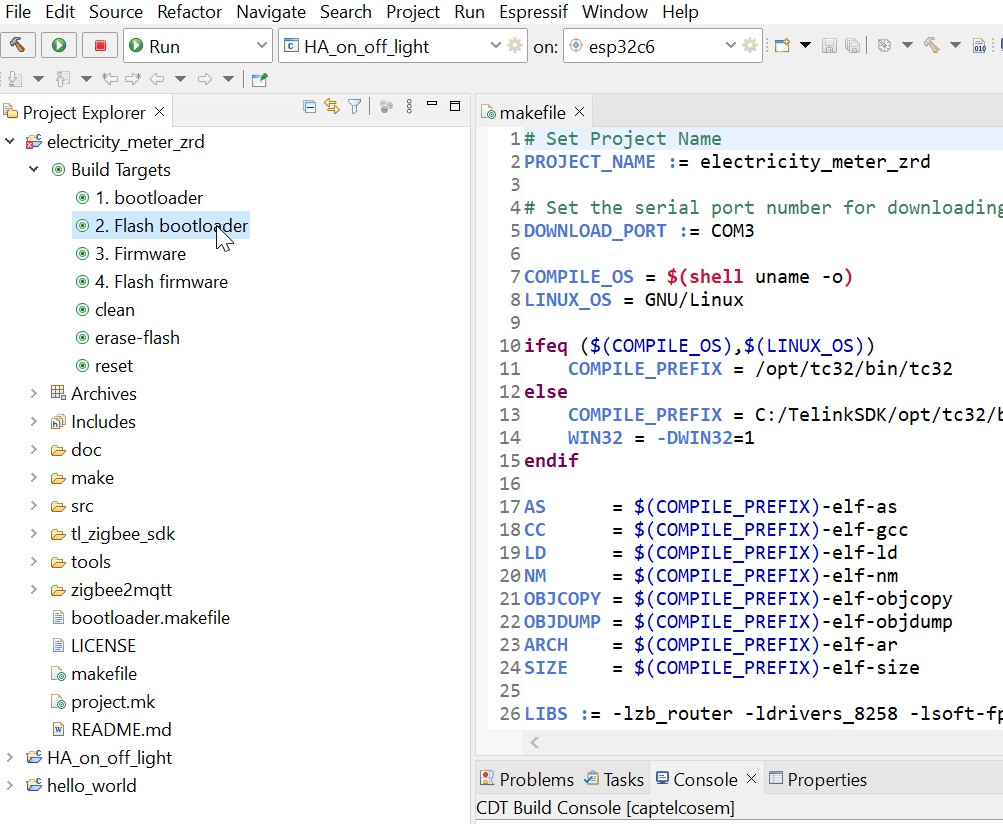 File Edit Source Refactor Navigate Search Project Run Espressif Window Help
Run HA_on_off_light on: esp32c6
Project Explorer
electricity_meter_zrd
Build Targets
1. bootloader
2. Flash bootloader
3. Firmware
4. Flash firmware
clean
erase-flash
reset
Archives
Includes
doc
make
src
tl_zigbee_sdk
tools
zigbee2mqtt
bootloader.makefile
LICENSE
makefile
project.mk
README.md
HA_on_off_light
hello_world
makefile
1 # Set Project Name
2 PROJECT_NAME := electricity_meter_zrd
3
4 # Set the serial port number for downloading
5 DOWNLOAD_PORT := COM3
6
7 COMPILE_OS = $(shell uname -o)
8 LINUX_OS = GNU/Linux
9
10 ifeq ($(COMPILE_OS),$(LINUX_OS))
11 COMPILE_PREFIX = /opt/tc32/bin/tc32
12 else
13 COMPILE_PREFIX = C:/TelinkSDK/opt/tc32/b
14 WIN32 = -DWIN32=1
15 endif
16
17 AS = $(COMPILE_PREFIX)-elf-as
18 CC = $(COMPILE_PREFIX)-elf-gcc
19 LD = $(COMPILE_PREFIX)-elf-ld
20 NM = $(COMPILE_PREFIX)-elf-nm
21 OBJCOPY = $(COMPILE_PREFIX)-elf-objcopy
22 OBJDUMP = $(COMPILE_PREFIX)-elf-objdump
23 ARCH = $(COMPILE_PREFIX)-elf-ar
24 SIZE = $(COMPILE_PREFIX)-elf-size
25
26 LIBS := -lzb_router -ldrivers_8258 -lsoft-fp
Problems Tasks Console Properties
CDT Build Console [captelcosem]